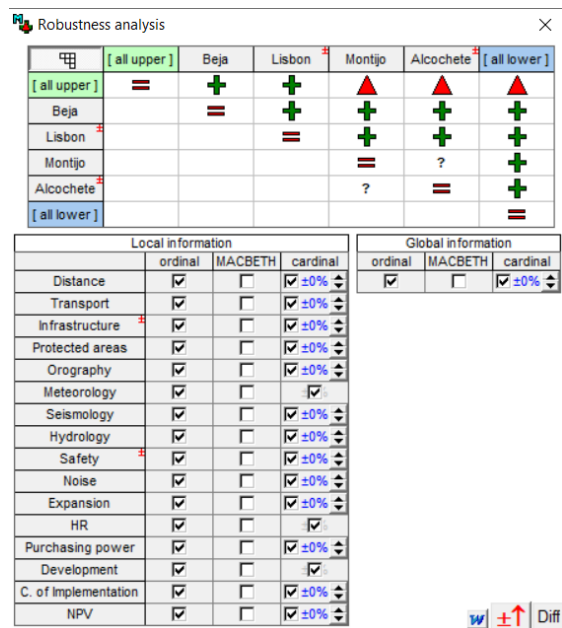 Robustness analysis
[ all upper ] Beja Lisbon ± Montijo Alcochete ± [ all lower ]
[ all upper ] = + +
Beja = + + + +
Lisbon ± = + + +
Montijo = ? +
Alcochete ± ? = +
[ all lower ] =
Local information
ordinal MACBETH cardinal
Distance ±0%
Transport ±0%
Infrastructure ± ±0%
Protected areas ±0%
Orography ±0%
Meteorology
Seismology ±0%
Hydrology ±0%
Safety ± ±0%
Noise ±0%
Expansion ±0%
HR
Purchasing power ±0%
Development
C. of Implementation ±0%
NPV ±0%
Global information
ordinal MACBETH cardinal
±0%
w ± Diff